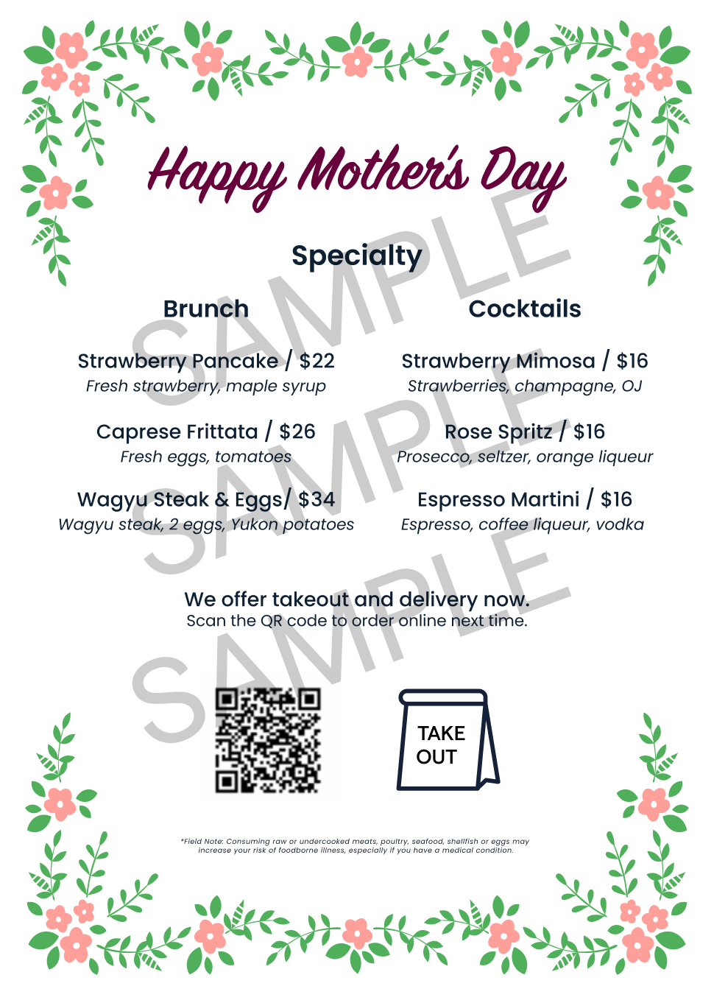 Happy Mother's Day
Specialty
Brunch
Strawberry Pancake / $22
Fresh strawberry, maple syrup
Caprese Frittata / $26
Fresh eggs, tomatoes
Wagyu Steak & Eggs/ $34
Wagyu steak, 2 eggs, Yukon potatoes
Cocktails
Strawberry Mimosa / $16
Strawberries, champagne, OJ
Rose Spritz / $16
Prosecco, seltzer, orange liqueur
Espresso Martini / $16
Espresso, coffee liqueur, vodka
SAMPLE
SAMPLE
SAMPLE
We offer takeout and delivery now.
Scan the QR code to order online next time.
TAKE
OUT
*Field Note: Consuming raw or undercooked meats, poultry, seafood, shellfish or eggs may
increase your risk of foodborne illness, especially if you have a medical condition.